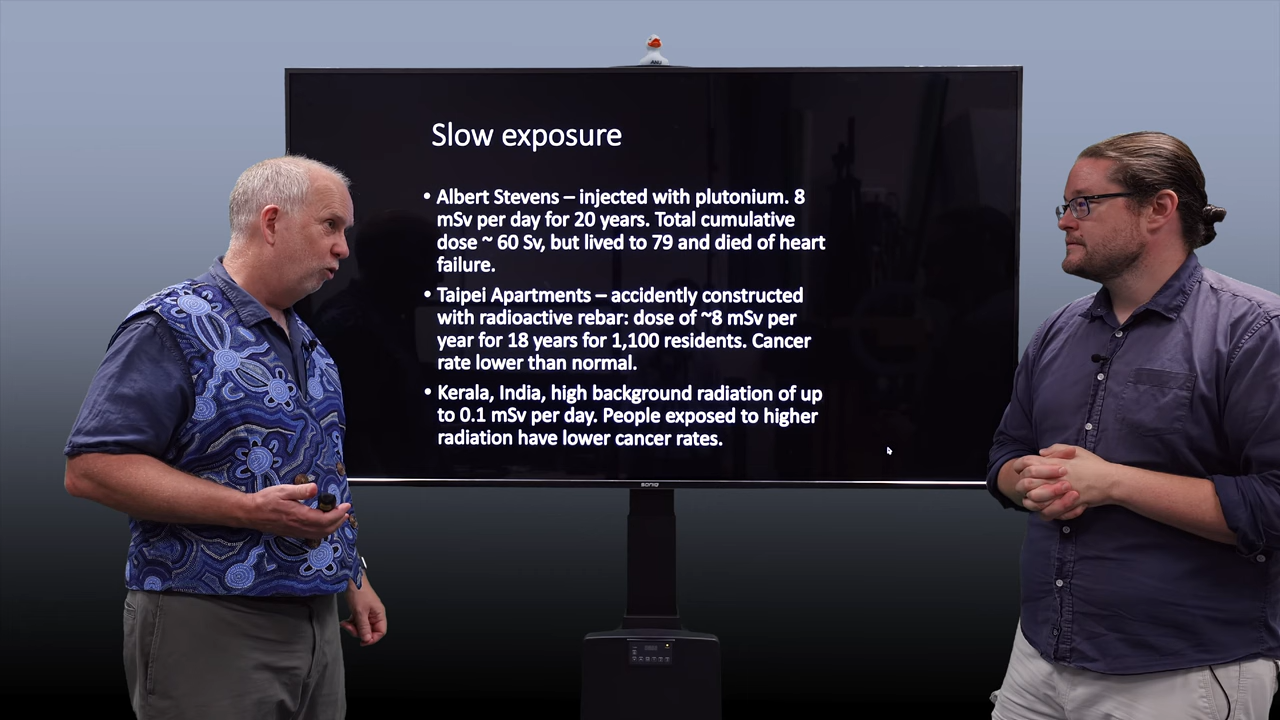 Slow exposure
• Albert Stevens – injected with plutonium. 8
mSv per day for 20 years. Total cumulative
dose ~ 60 Sv, but lived to 79 and died of heart
failure.
• Taipei Apartments – accidently constructed
with radioactive rebar: dose of ~8 mSv per
year for 18 years for 1,100 residents. Cancer
rate lower than normal.
• Kerala, India, high background radiation of up
to 0.1 mSv per day. People exposed to higher
radiation have lower cancer rates.
soniq